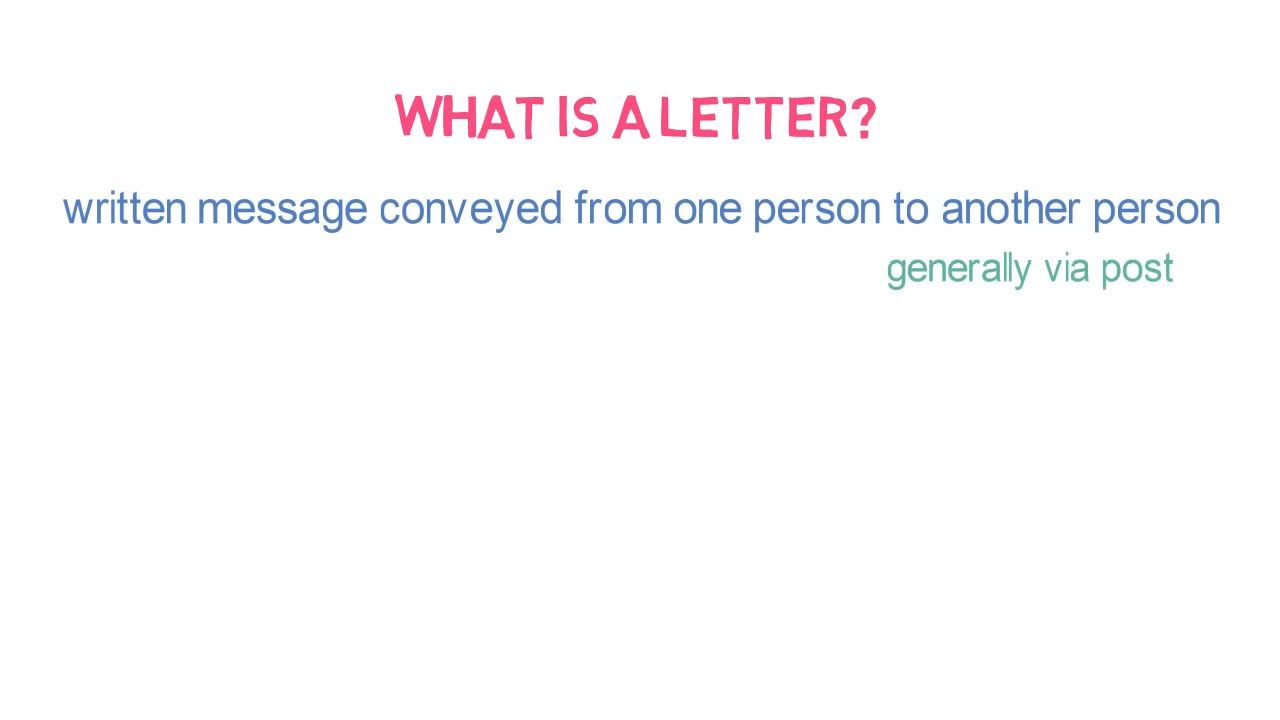 WHAT IS A LETTER?
written message conveyed from one person to another person
generally via post